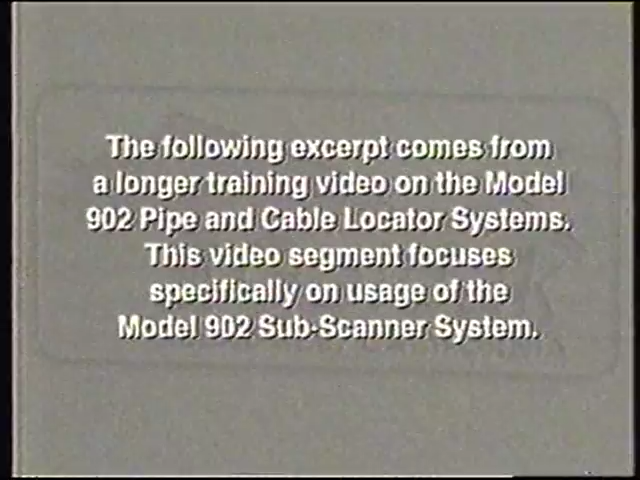 The following excerpt comes from
a longer training video on the Model
902 Pipe and Cable Locator Systems.
This video segment focuses
specifically on usage of the
Model 902 Sub-Scanner System.